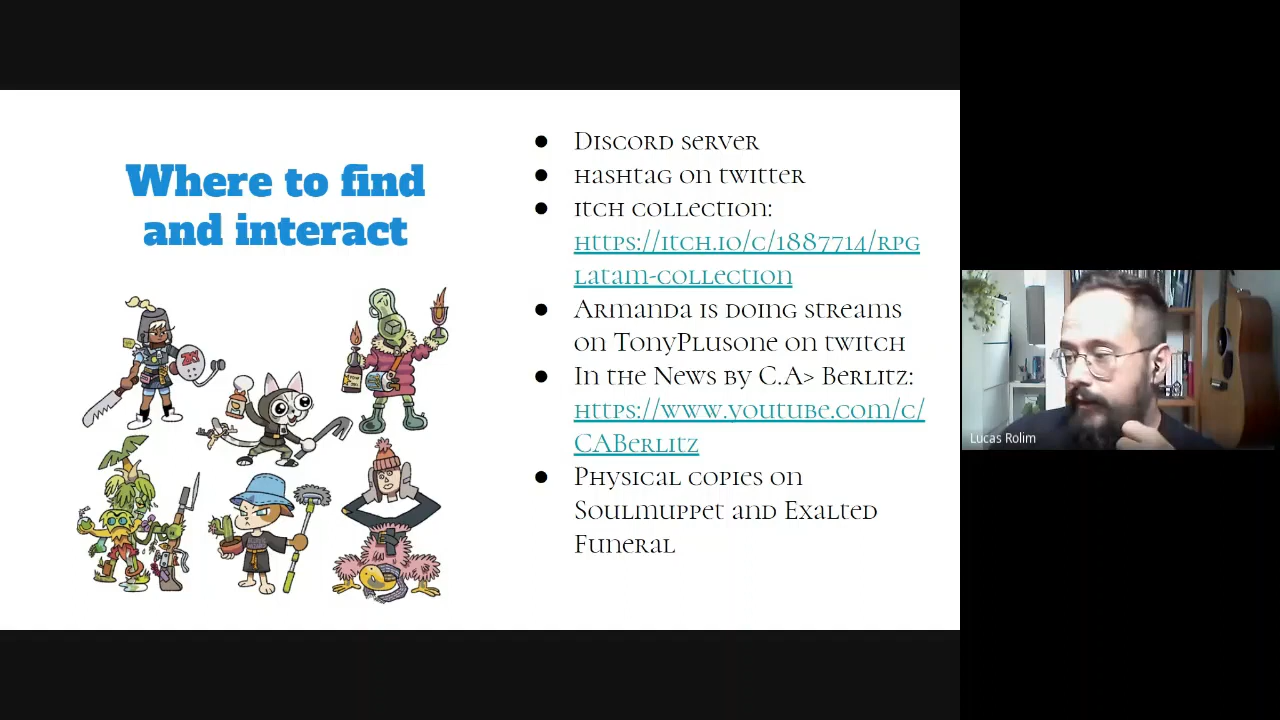 Where to find
and interact
● Discord server
● hashtag on twitter
● itch collection:
https://itch.io/c/1887714/rpg
latam-collection
● Armanda is doing streams
on TonyPlusone on twitch
● In the News by C.A> Berlitz:
https://www.youtube.com/c/
CABerlitz
● Physical copies on
Soulmuppet and Exalted
Funeral
Lucas Rolim